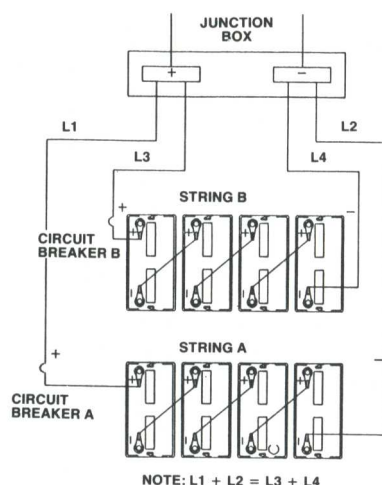 JUNCTION
BOX
+ −
L1 L2
L3 L4
STRING B
+ −
CIRCUIT
BREAKER B
+ + + +
− − − −
STRING A
+ −
CIRCUIT
BREAKER A
+ + + +
− − − −
NOTE: L1 + L2 = L3 + L4